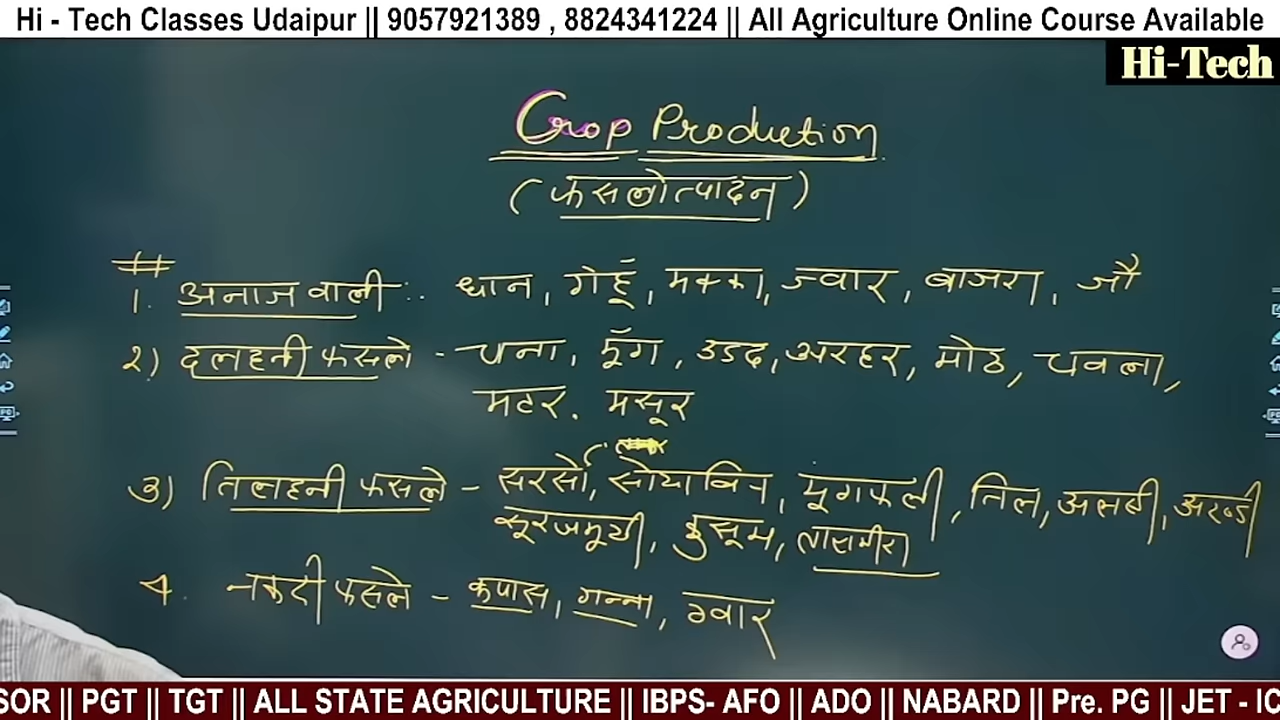 Hi - Tech Classes Udaipur || 9057921389 , 8824341224 || All Agriculture Online Course Available
Hi-Tech
Crop Production
(फसलोत्पादन)
#
1. अनाज वाली :. धान, गेहूँ, मक्का, ज्वार, बाजरा, जौ
2) दलहनी फसले - चना, मूँग, उडद, अरहर, मोठ, चवला,
मटर. मसूर
3) तिलहनी फसले - सरसों, सोयाबिन, मूंगफली, तिल, अलसी, अरण्डी
सूरजमूखी, कुसूम, तारामीरा
4. नकदी फसले - कपास, गन्ना, ग्वार
SOR || PGT || TGT || ALL STATE AGRICULTURE || IBPS- AFO || ADO || NABARD || Pre. PG || JET - IC